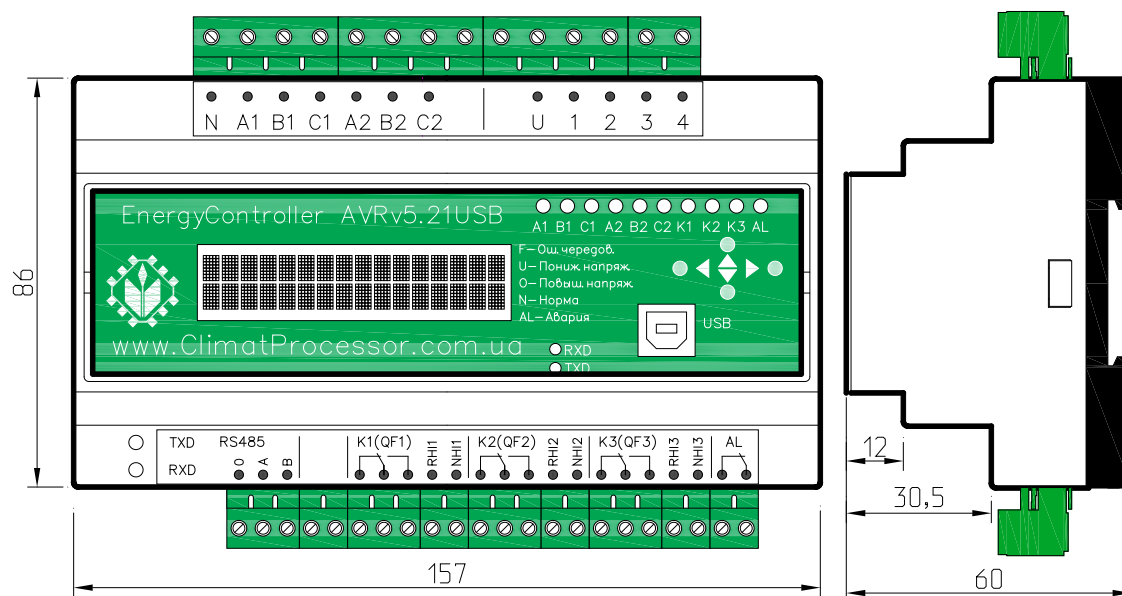 N A1 B1 C1 A2 B2 C2 U 1 2 3 4
EnergyController AVRv5.21USB
A1 B1 C1 A2 B2 C2 K1 K2 K3 AL
F–Ош. чередов.
U–Пониж напряж
O–Повыш. напряж.
N–Норма
AL–Авария
USB
www.ClimatProcessor.com.ua
RXD
TXD
86
TXD RS485 K1(QF1) RHI1 NHI1 K2(QF2) RHI2 NHI2 K3(QF3) RHI3 NHI3 AL
RXD 0 A B
12
30,5
157
60